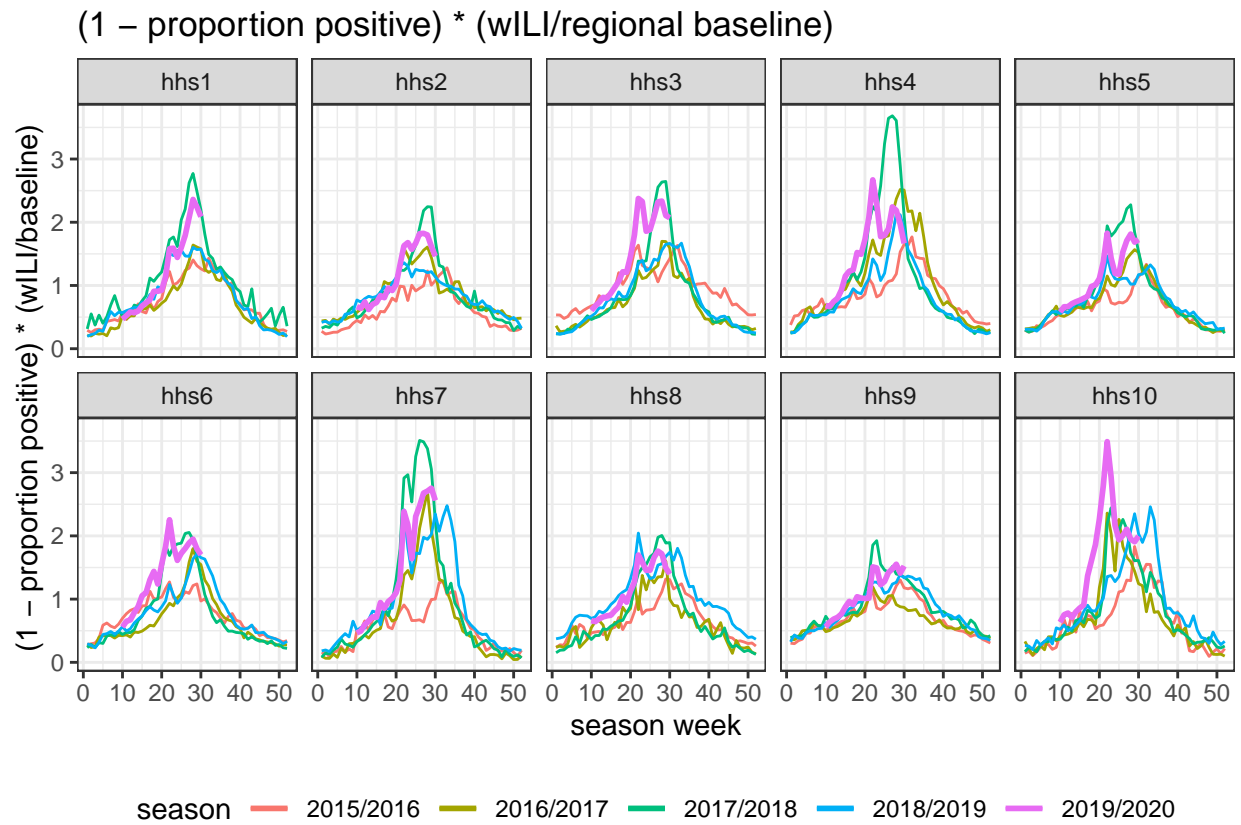 (1 − proportion positive) * (wILI/regional baseline)
hhs1 hhs2 hhs3 hhs4 hhs5
3
2
1
0
hhs6 hhs7 hhs8 hhs9 hhs10
3
2
1
0
(1 − proportion positive) * (wILI/baseline)
0 10 20 30 40 50 0 10 20 30 40 50 0 10 20 30 40 50 0 10 20 30 40 50 0 10 20 30 40 50
season week
season 2015/2016 2016/2017 2017/2018 2018/2019 2019/2020